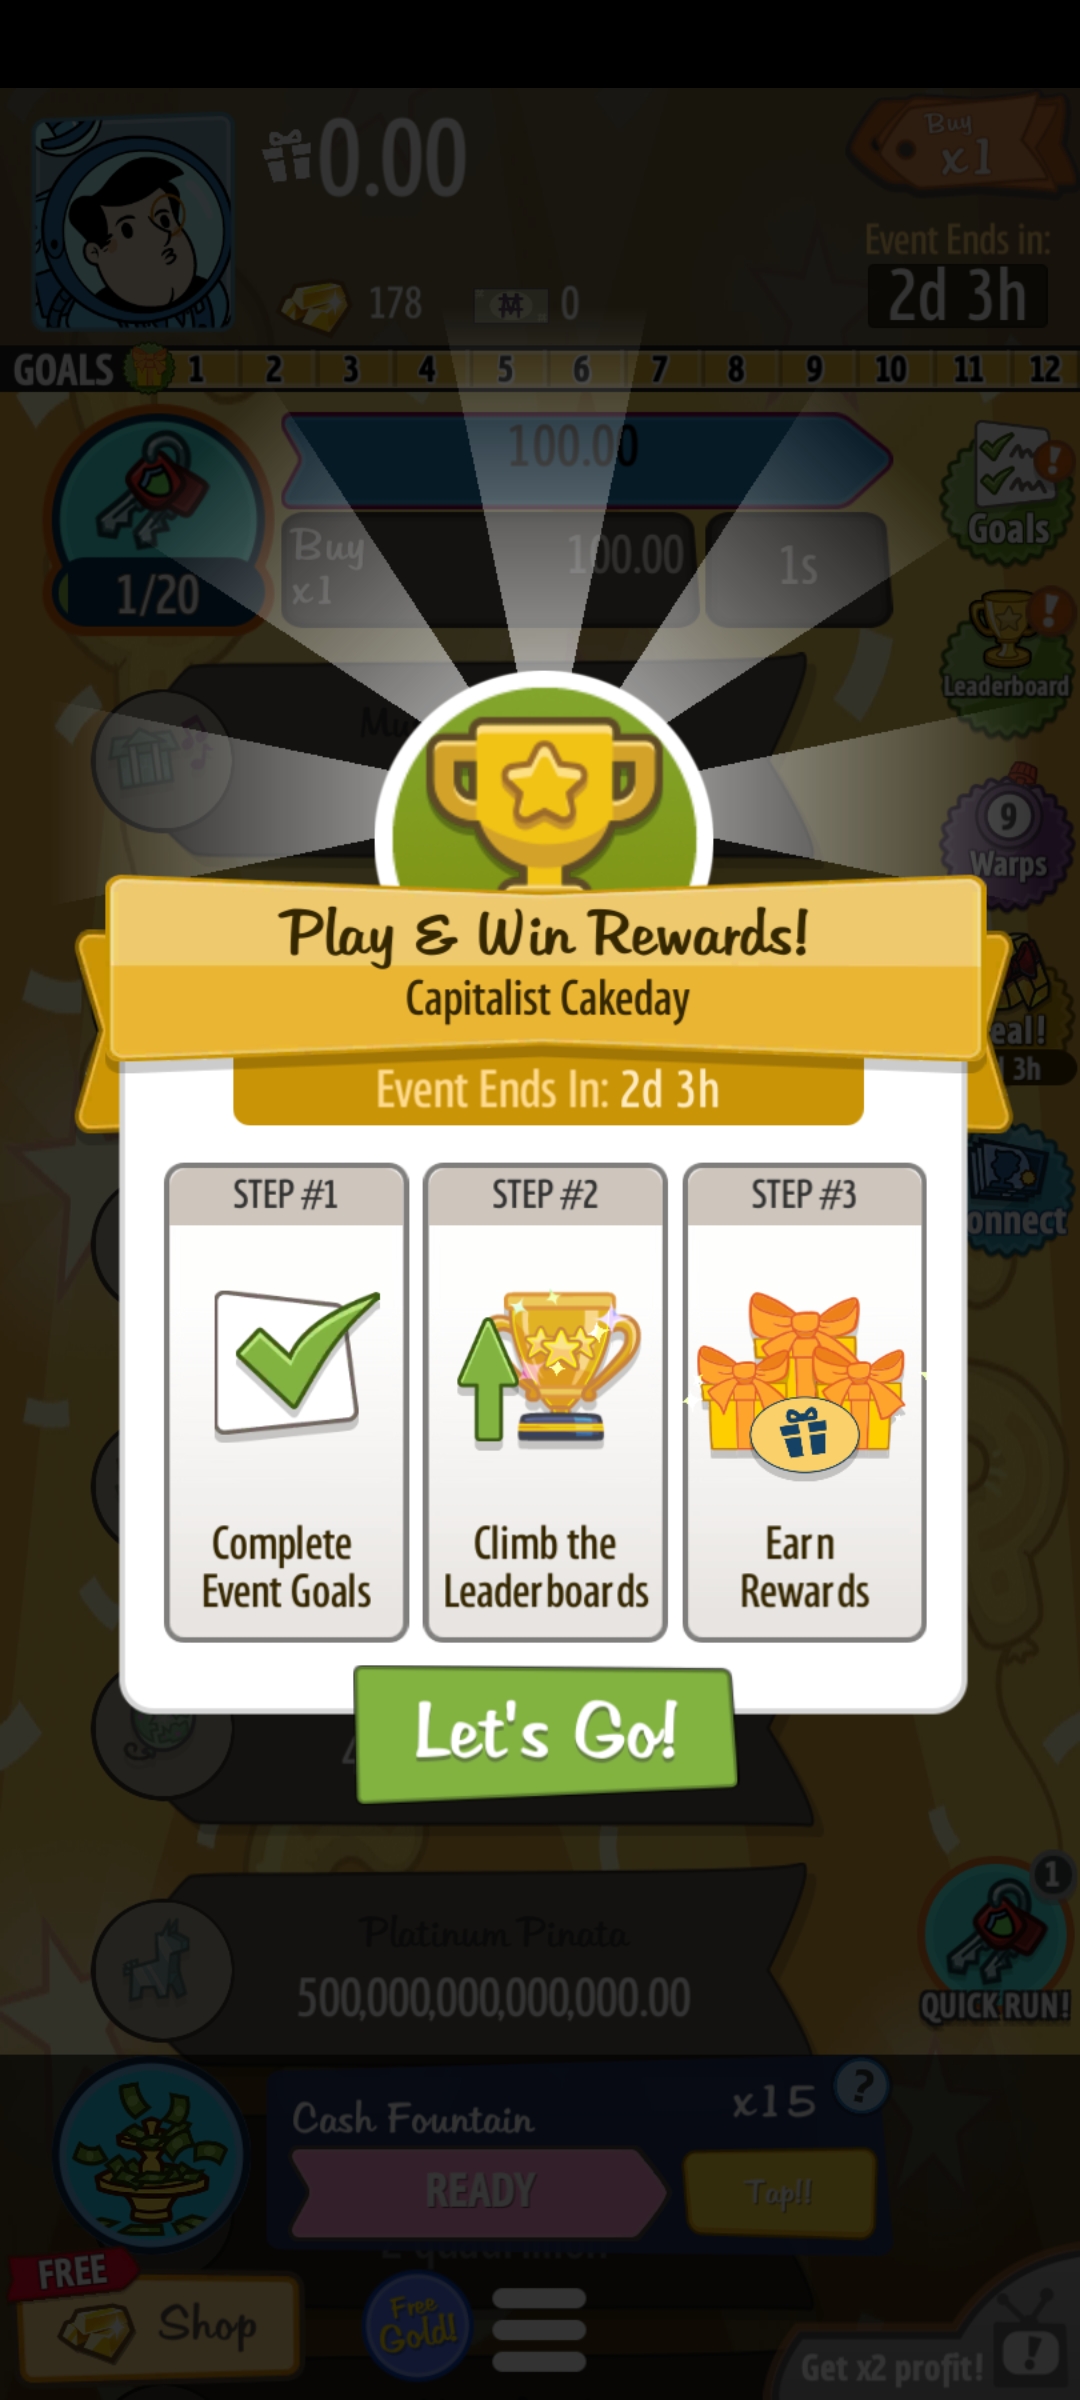 0.00
Buy
x1
178
0
Event Ends in:
2d 3h
GOALS 1 2 3 4 5 6 7 8 9 10 11 12
100.00
1/20
Buy
x1
100.00
1s
Goals
Leaderboard
9
Warps
Play & Win Rewards!
Capitalist Cakeday
eal!
3h
Event Ends In: 2d 3h
onnect
STEP #1
Complete
Event Goals
STEP #2
Climb the
Leaderboards
STEP #3
Earn
Rewards
Let's Go!
Platinum Pinata
500,000,000,000,000.00
1
QUICK RUN!
Cash Fountain
x15
?
READY
Tap!!
FREE
Shop
Free
Gold!
Get x2 profit!